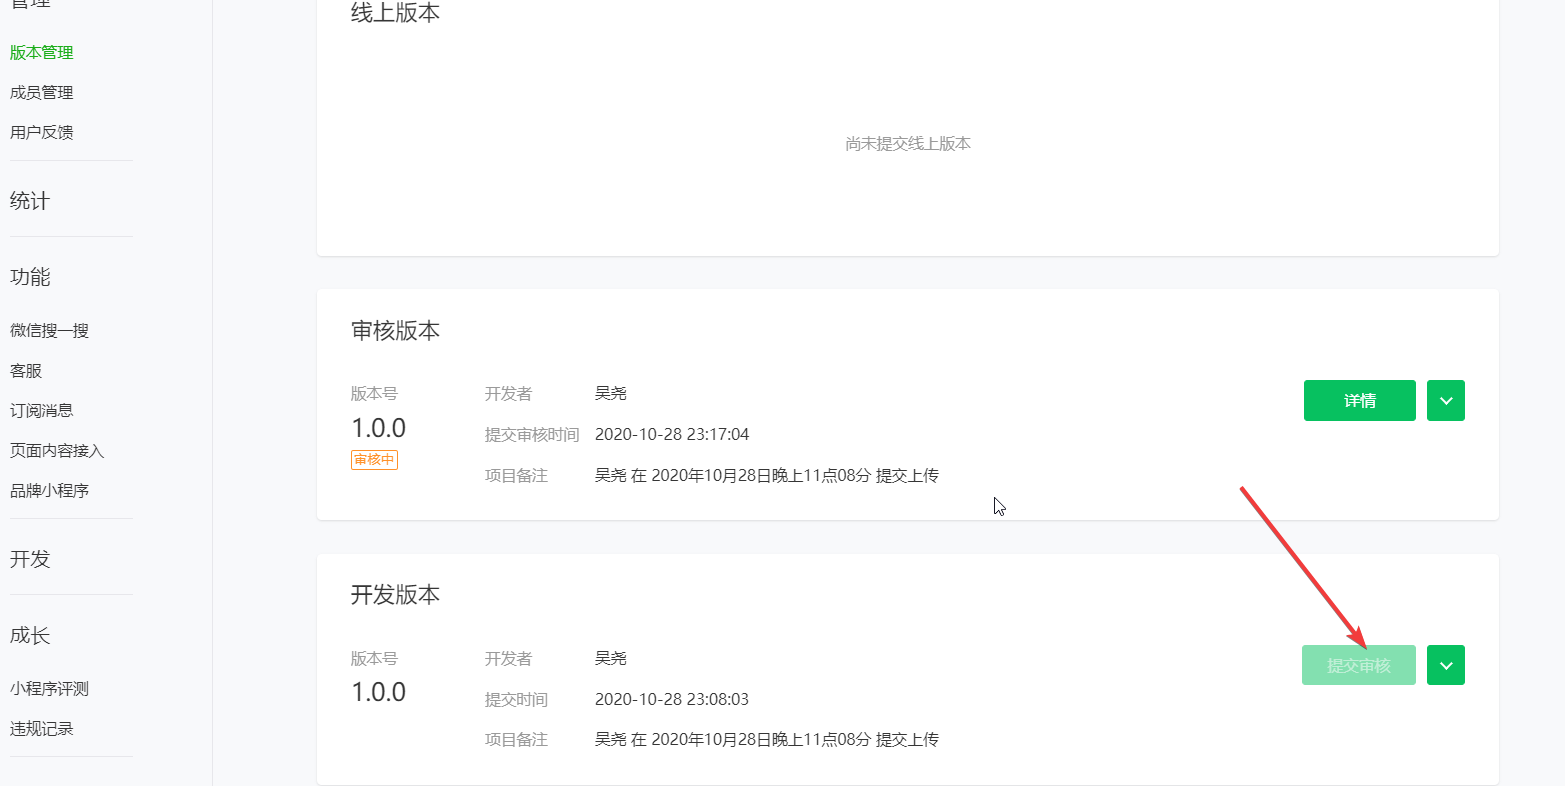 管理
版本管理
成员管理
用户反馈
统计
功能
微信搜一搜
客服
订阅消息
页面内容接入
品牌小程序
开发
成长
小程序评测
违规记录
线上版本
尚未提交线上版本
审核版本
版本号
1.0.0
审核中
开发者 吴尧
提交审核时间 2020-10-28 23:17:04
项目备注 吴尧 在 2020年10月28日晚上11点08分 提交上传
详情
开发版本
版本号
1.0.0
开发者 吴尧
提交时间 2020-10-28 23:08:03
项目备注 吴尧 在 2020年10月28日晚上11点08分 提交上传
提交审核